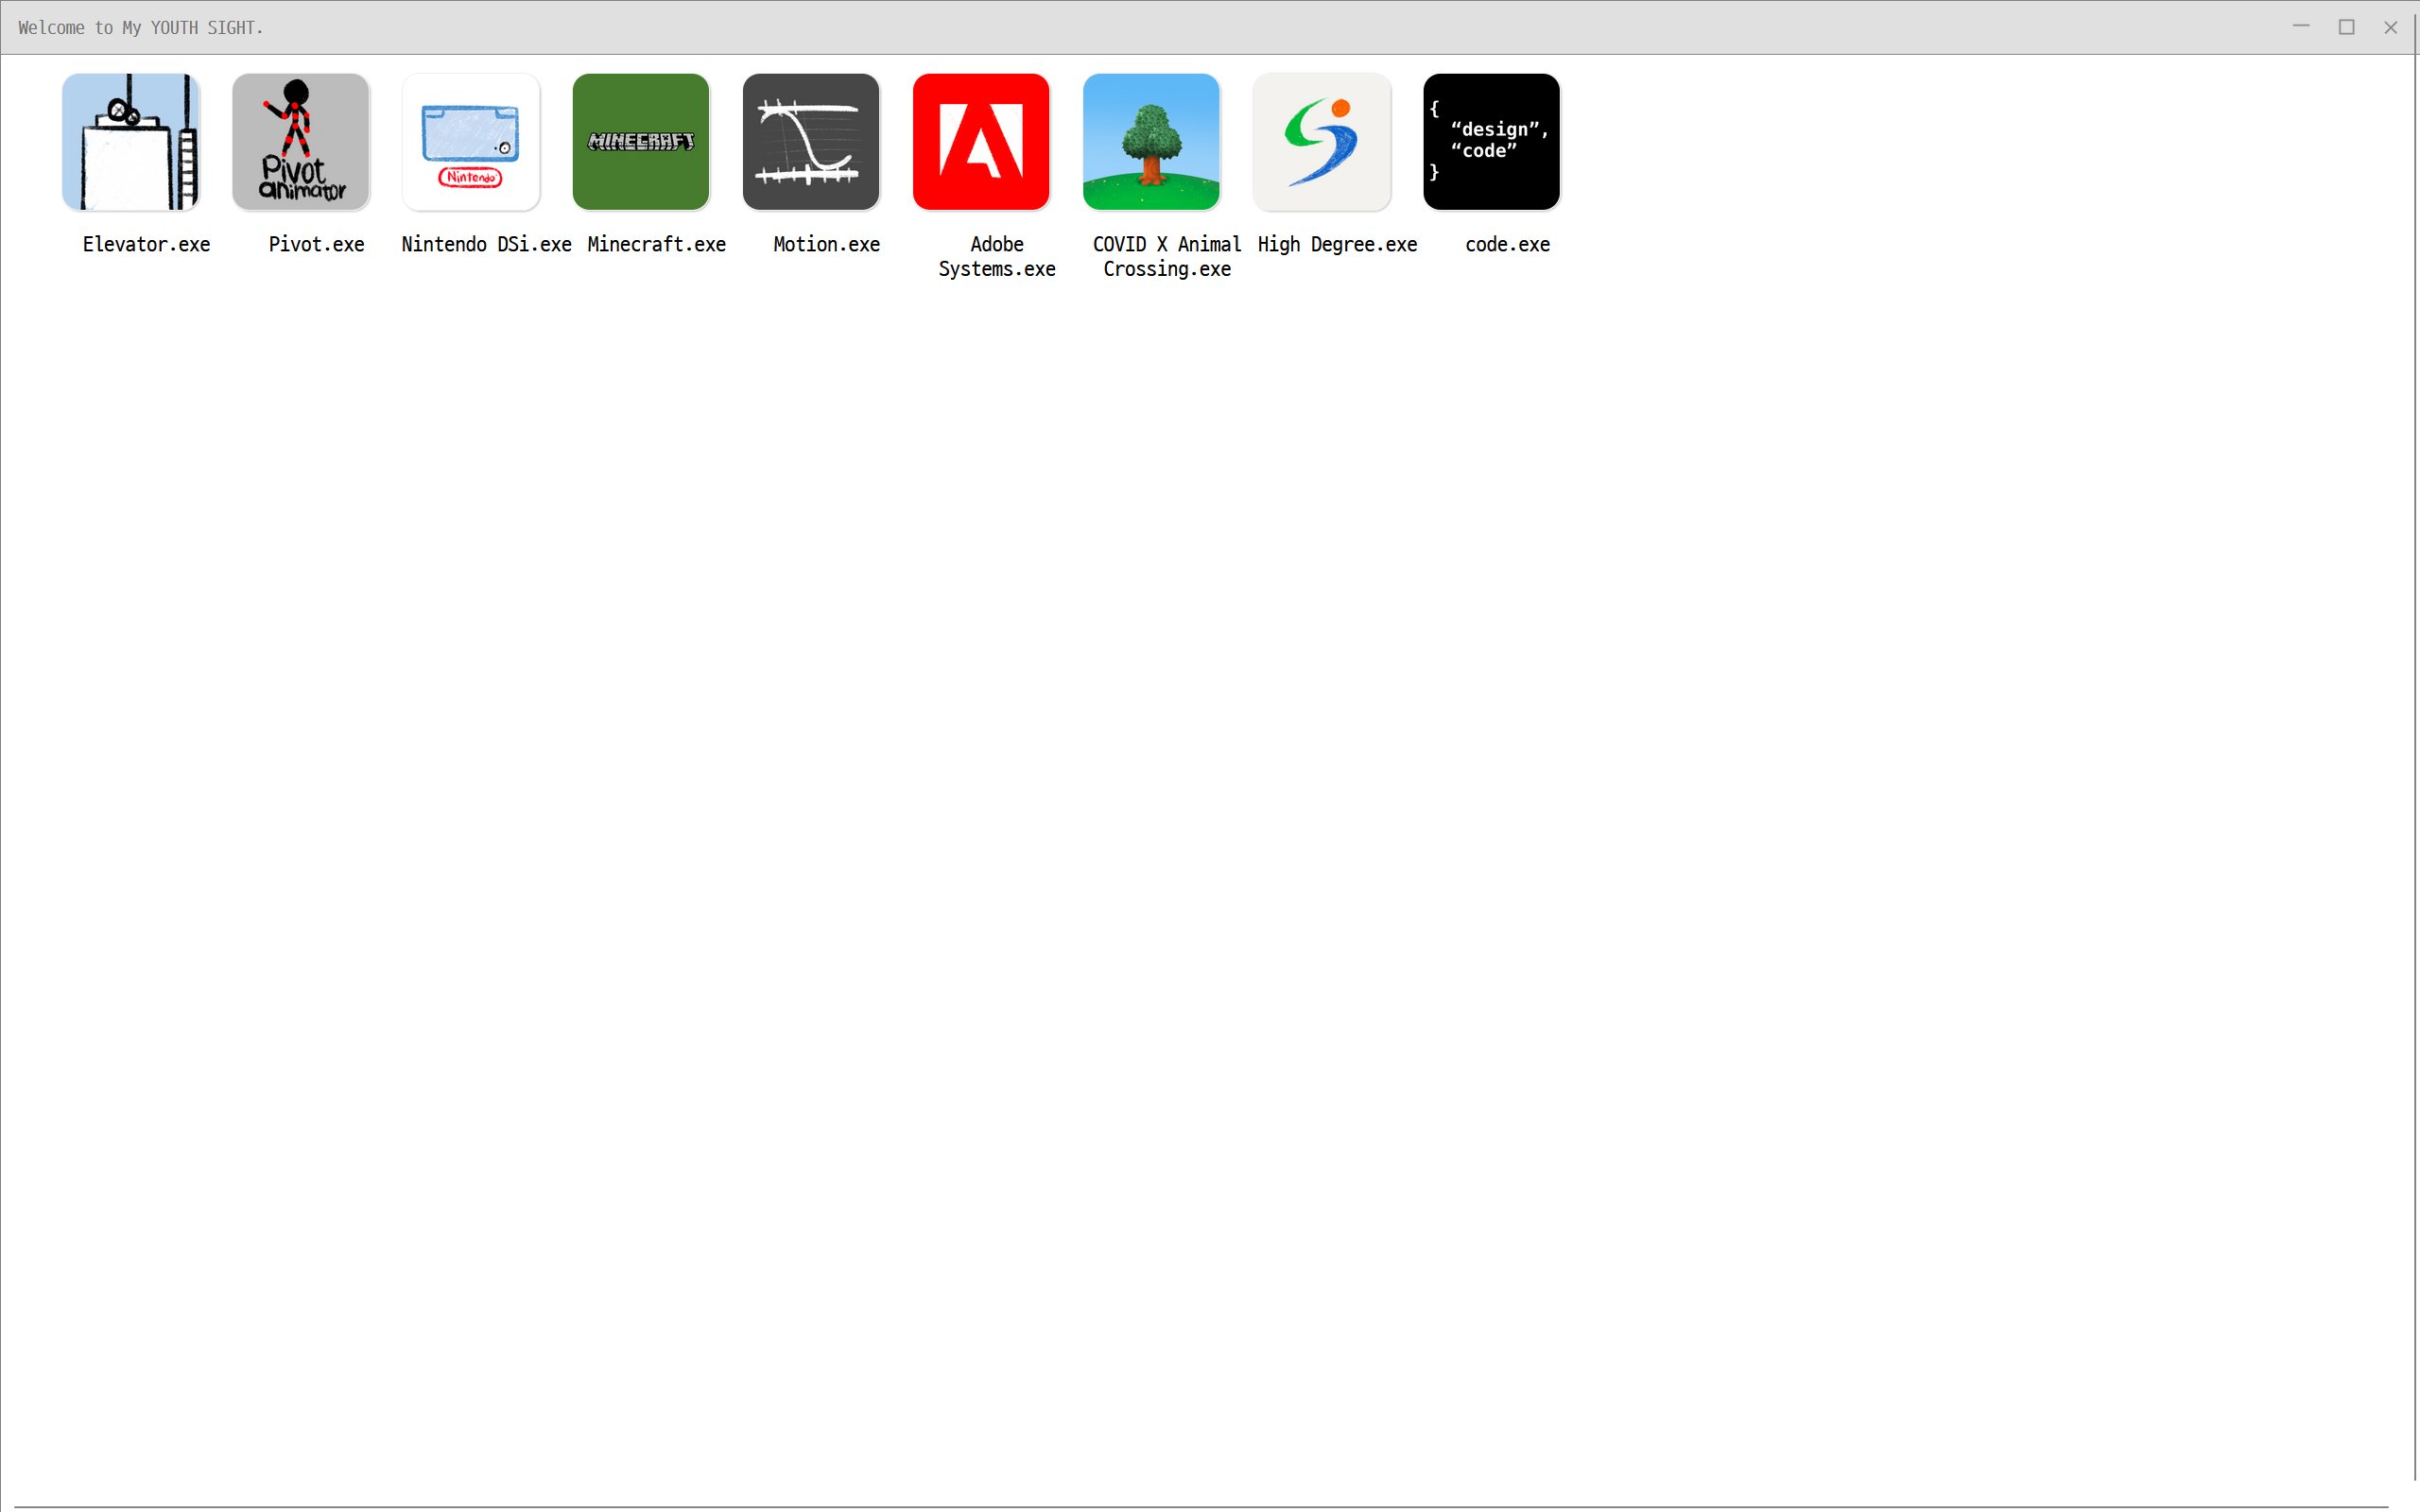 Welcome to My YOUTH SIGHT.
Pivot
animator
Nintendo
MINECRAFT
{
“design”,
“code”
}
Elevator.exe
Pivot.exe
Nintendo DSi.exe
Minecraft.exe
Motion.exe
Adobe
Systems.exe
COVID X Animal
Crossing.exe
High Degree.exe
code.exe